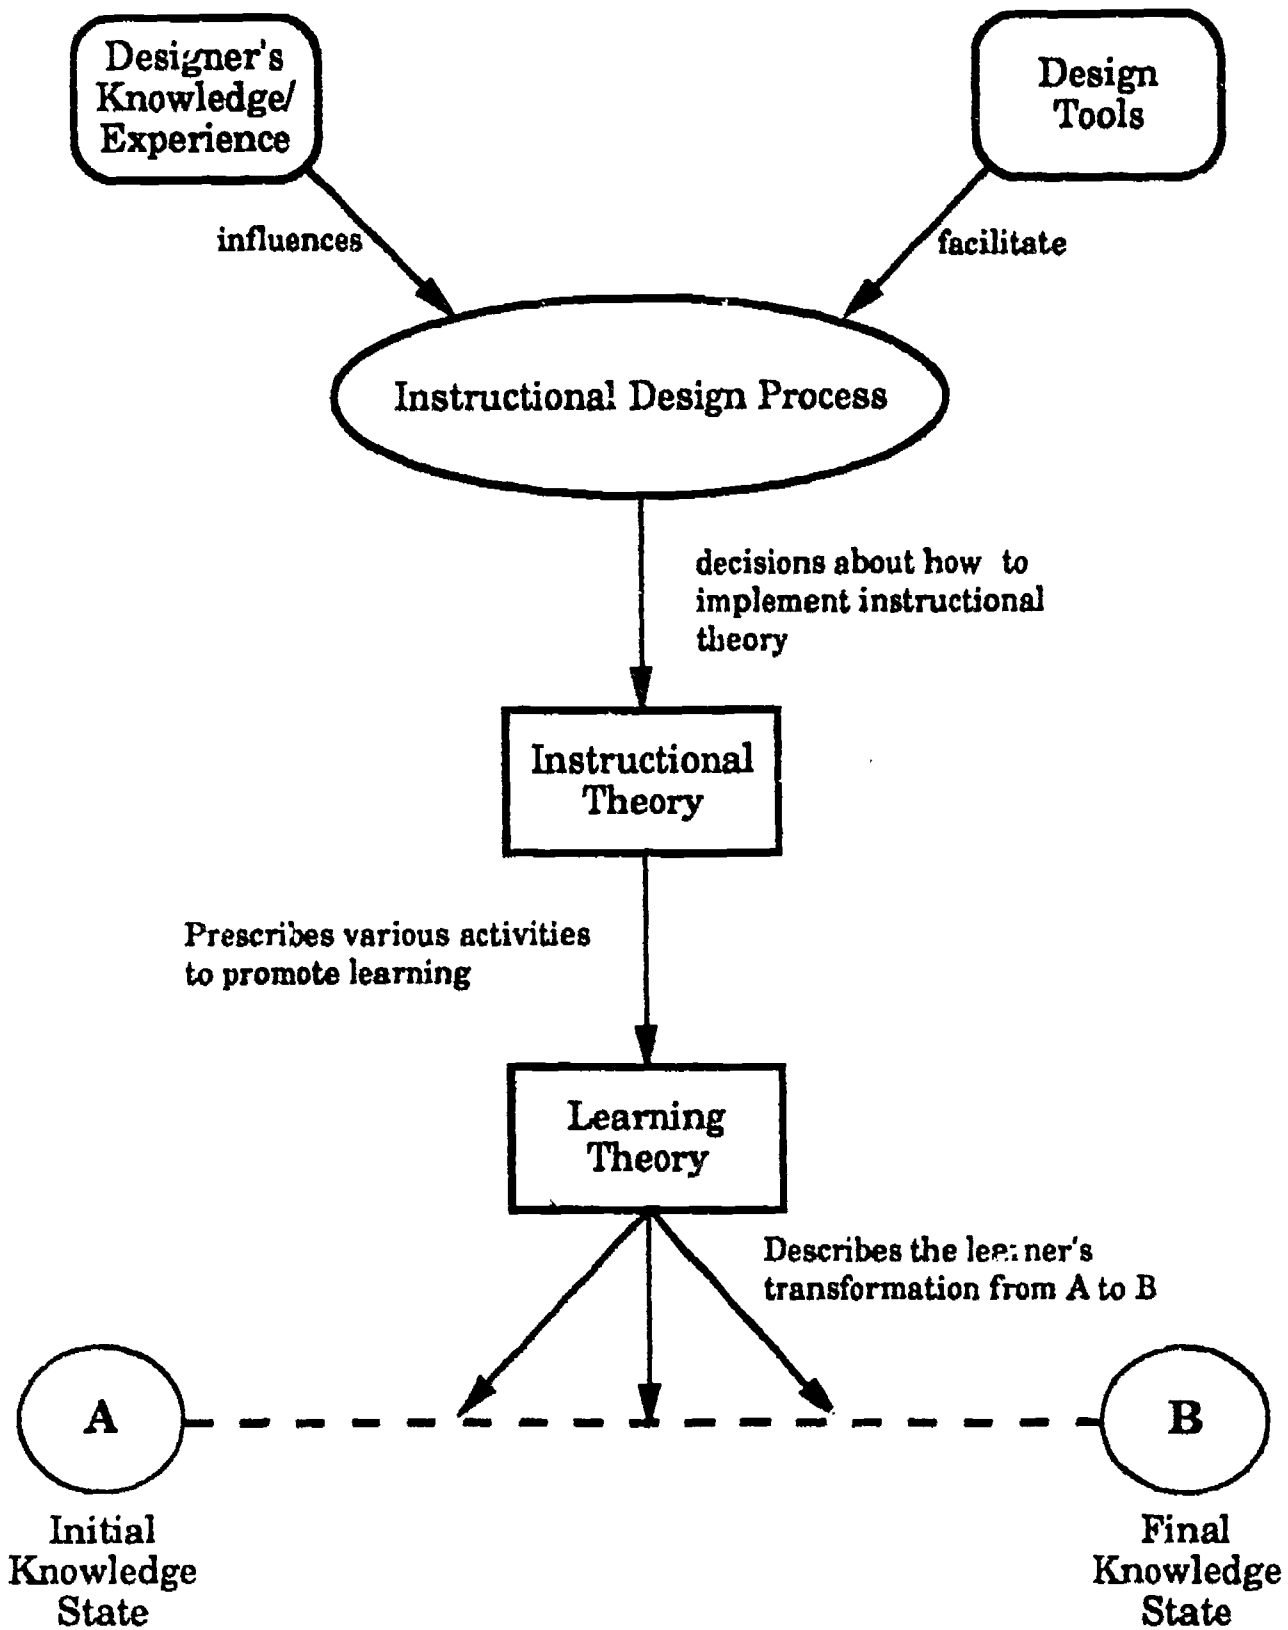 Designer's
Knowledge/
Experience
Design
Tools
influences
facilitate
Instructional Design Process
decisions about how to
implement instructional
theory
Instructional
Theory
Prescribes various activities
to promote learning
Learning
Theory
Describes the learner's
transformation from A to B
A
B
Initial
Knowledge
State
Final
Knowledge
State